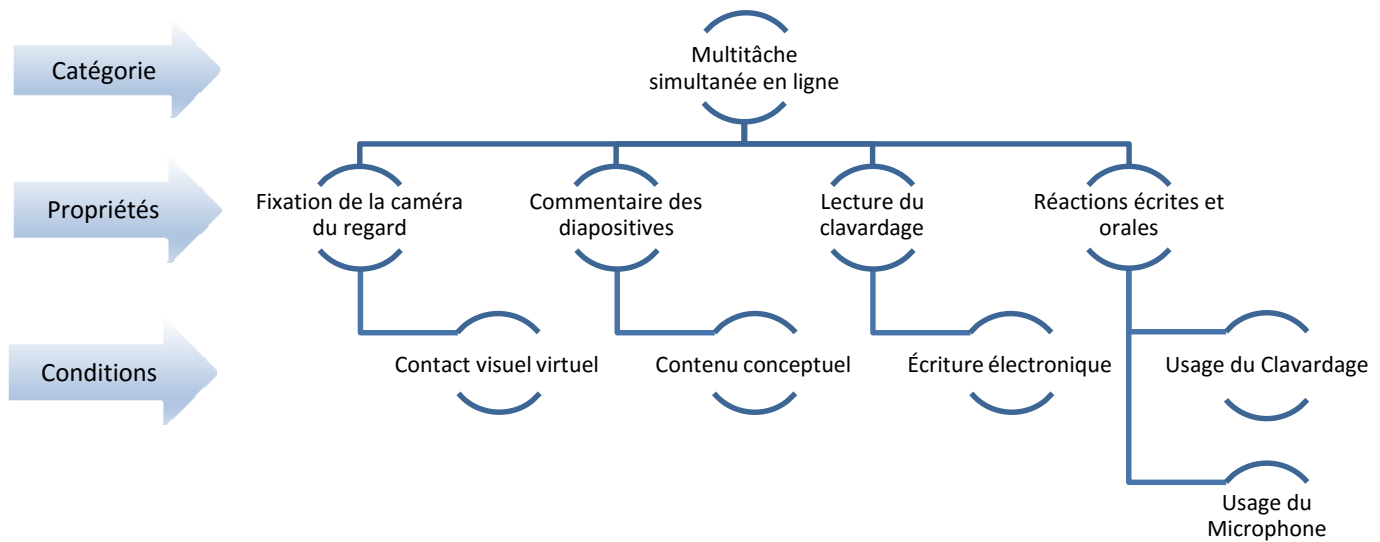 Catégorie
Multitâche
simultanée en ligne
Propriétés
Fixation de la caméra
du regard
Commentaire des
diapositives
Lecture du
clavardage
Réactions écrites et
orales
Conditions
Contact visuel virtuel
Contenu conceptuel
Écriture électronique
Usage du Clavardage
Usage du
Microphone